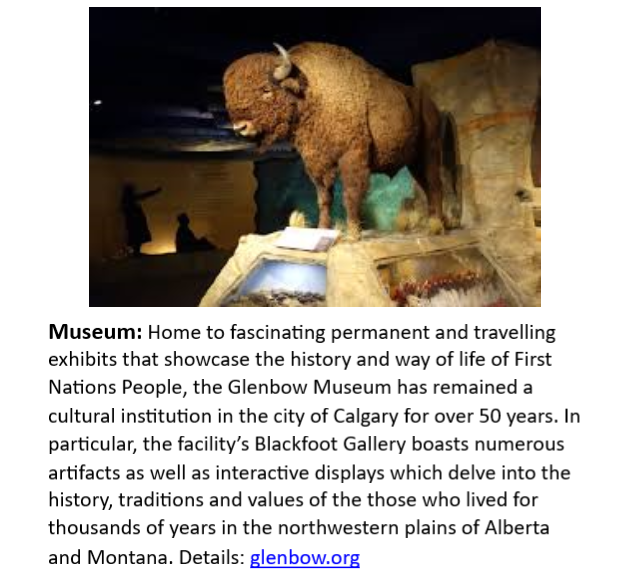 Museum: Home to fascinating permanent and travelling
exhibits that showcase the history and way of life of First
Nations People, the Glenbow Museum has remained a
cultural institution in the city of Calgary for over 50 years. In
particular, the facility’s Blackfoot Gallery boasts numerous
artifacts as well as interactive displays which delve into the
history, traditions and values of the those who lived for
thousands of years in the northwestern plains of Alberta
and Montana. Details: glenbow.org